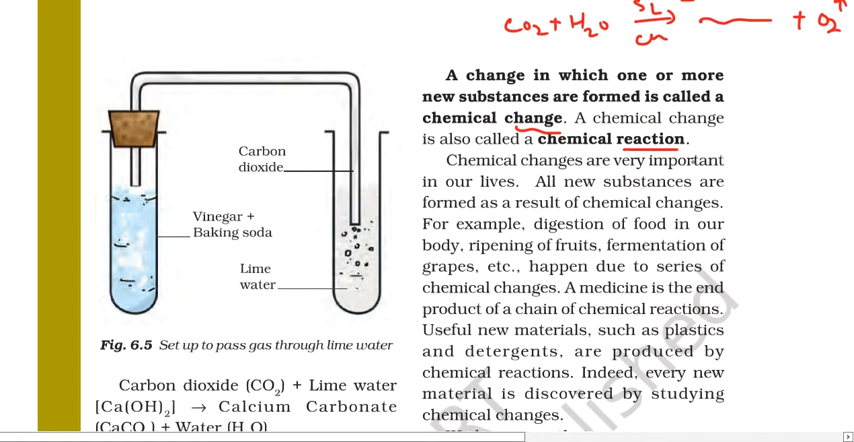 CO2 + H2O SL Ch + O2 ↑
Carbon
dioxide
Vinegar +
Baking soda
Lime
water
Fig. 6.5 Set up to pass gas through lime water
Carbon dioxide (CO2) + Lime water
[Ca(OH)2] → Calcium Carbonate
(CaCO3) + Water (H2O)
A change in which one or more
new substances are formed is called a
chemical change. A chemical change
is also called a chemical reaction.
Chemical changes are very important
in our lives. All new substances are
formed as a result of chemical changes.
For example, digestion of food in our
body, ripening of fruits, fermentation of
grapes, etc., happen due to series of
chemical changes. A medicine is the end
product of a chain of chemical reactions.
Useful new materials, such as plastics
and detergents, are produced by
chemical reactions. Indeed, every new
material is discovered by studying
chemical changes.